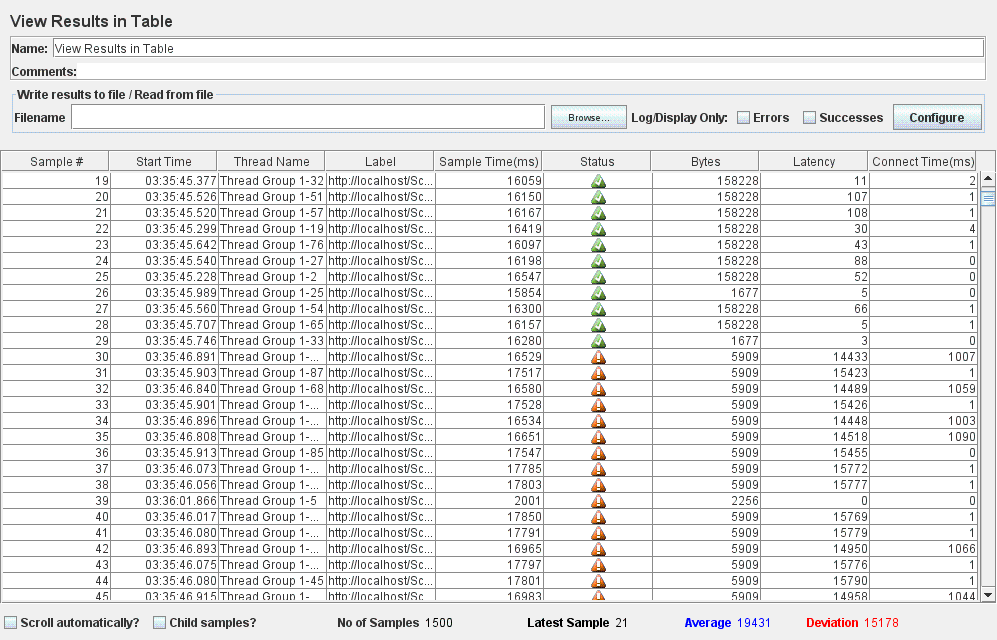 View Results in Table
Name: View Results in Table
Comments:
Write results to file / Read from file
Filename Browse... Log/Display Only: Errors Successes Configure
Sample # Start Time Thread Name Label Sample Time(ms) Status Bytes Latency Connect Time(ms)
19 03:35:45.377 Thread Group 1-32 http://localhost/Sc... 16059 158228 11 2
20 03:35:45.526 Thread Group 1-51 http://localhost/Sc... 16150 158228 107 1
21 03:35:45.520 Thread Group 1-57 http://localhost/Sc... 16167 158228 108 1
22 03:35:45.299 Thread Group 1-19 http://localhost/Sc... 16419 158228 30 4
23 03:35:45.642 Thread Group 1-76 http://localhost/Sc... 16097 158228 43 1
24 03:35:45.540 Thread Group 1-27 http://localhost/Sc... 16198 158228 88 0
25 03:35:45.228 Thread Group 1-2 http://localhost/Sc... 16547 158228 52 0
26 03:35:45.989 Thread Group 1-25 http://localhost/Sc... 15854 1677 5 0
27 03:35:45.560 Thread Group 1-54 http://localhost/Sc... 16300 158228 66 1
28 03:35:45.707 Thread Group 1-65 http://localhost/Sc... 16157 158228 5 1
29 03:35:45.746 Thread Group 1-33 http://localhost/Sc... 16280 1677 3 0
30 03:35:46.891 Thread Group 1-... http://localhost/Sc... 16529 5909 14433 1007
31 03:35:45.903 Thread Group 1-87 http://localhost/Sc... 17517 5909 15423 1
32 03:35:46.840 Thread Group 1-68 http://localhost/Sc... 16580 5909 14489 1059
33 03:35:45.901 Thread Group 1-... http://localhost/Sc... 17528 5909 15426 1
34 03:35:46.896 Thread Group 1-... http://localhost/Sc... 16534 5909 14448 1003
35 03:35:46.808 Thread Group 1-... http://localhost/Sc... 16651 5909 14518 1090
36 03:35:45.913 Thread Group 1-85 http://localhost/Sc... 17547 5909 15455 0
37 03:35:46.073 Thread Group 1-... http://localhost/Sc... 17785 5909 15772 1
38 03:35:46.056 Thread Group 1-... http://localhost/Sc... 17803 5909 15777 1
39 03:36:01.866 Thread Group 1-5 http://localhost/Sc... 2001 2256 0 0
40 03:35:46.017 Thread Group 1-... http://localhost/Sc... 17850 5909 15769 1
41 03:35:46.080 Thread Group 1-... http://localhost/Sc... 17791 5909 15779 1
42 03:35:46.893 Thread Group 1-... http://localhost/Sc... 16965 5909 14950 1066
43 03:35:46.075 Thread Group 1-... http://localhost/Sc... 17797 5909 15776 1
44 03:35:46.080 Thread Group 1-45 http://localhost/Sc... 17801 5909 15790 1
45 03:35:46.915 Thread Group 1- http://localhost/Sc... 16983 5909 14958 1044
Scroll automatically? Child samples? No of Samples 1500 Latest Sample 21 Average 19431 Deviation 15178